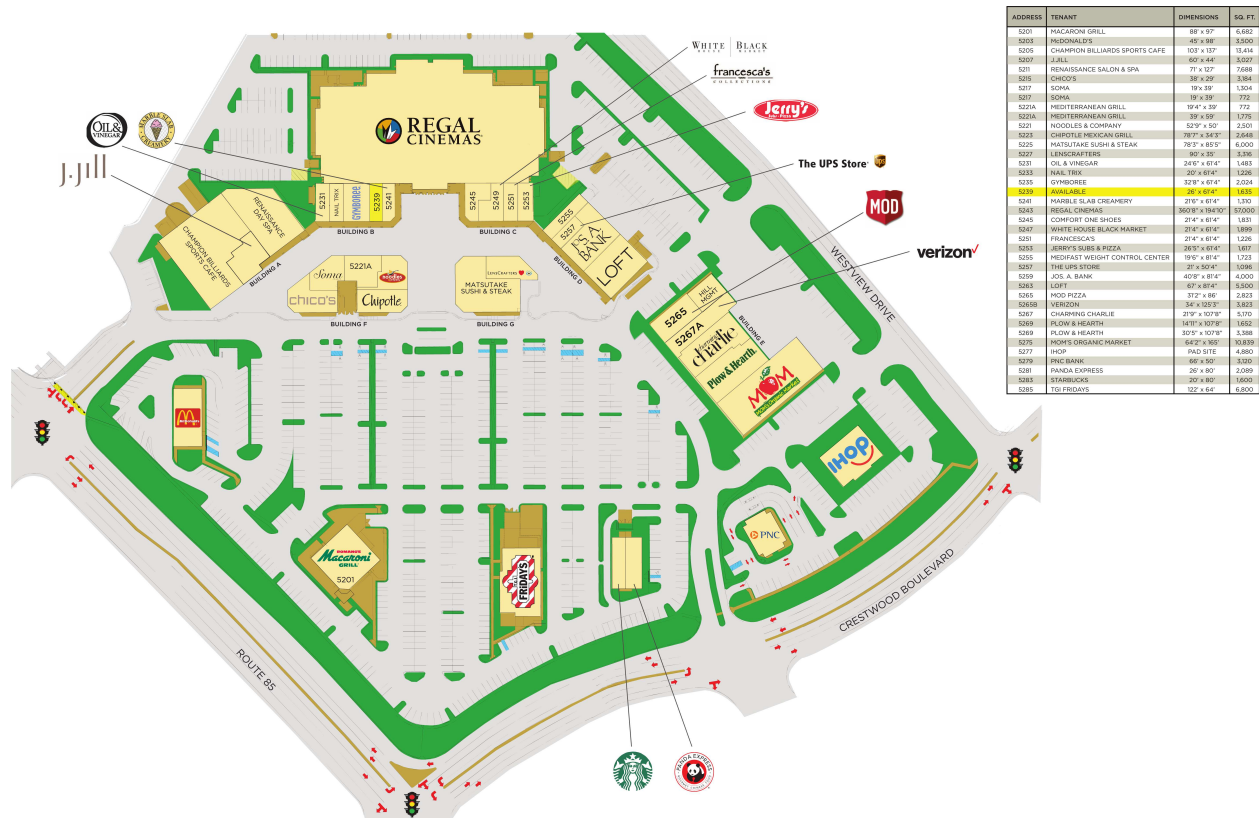 WHITE | BLACK
HOUSE | MARKET
francesca's
COLLECTIONS
Jerry's
Subs·Pizza
The UPS Store
ups
MOD
verizon
OIL &
VINEGAR
MARBLE SLAB
CREAMERY
j.jill
REGAL
CINEMAS
CHAMPION BILLIARDS
SPORTS CAFE
RENAISSANCE
DAY SPA
BUILDING A
5231
NAIL TRIX
GYMBOREE
5239
5241
BUILDING B
5245
5249
5251
5253
BUILDING C
5255
5257
JOS. A.
BANK
LOFT
BUILDING D
Soma
5221A
noodles
chico's
Chipotle
BUILDING F
LENSCRAFTERS
MATSUTAKE
SUSHI & STEAK
BUILDING G
5265
HILL
MGMT
5267A
charming
charlie
Plow & Hearth
MOM
MOM's Organic Market
BUILDING E
WESTVIEW DRIVE
IHOP
PNC
ROMANO'S
Macaroni
GRILL
5201
FRiDAYS
ROUTE 85
CRESTWOOD BOULEVARD
PANDA EXPRESS
ADDRESS TENANT DIMENSIONS SQ. FT.
5201 MACARONI GRILL 88' x 97' 6,682
5203 McDONALD'S 45' x 98' 3,500
5205 CHAMPION BILLIARDS SPORTS CAFE 103' x 137' 13,414
5207 J.JILL 60' x 44' 3,027
5211 RENAISSANCE SALON & SPA 71' x 127' 7,688
5215 CHICO'S 38' x 29' 3,184
5217 SOMA 19'x 39' 1,304
5217 SOMA 19' x 39' 772
5221A MEDITERRANEAN GRILL 19'4" x 39' 772
5221A MEDITERRANEAN GRILL 39' x 59' 1,775
5221 NOODLES & COMPANY 52'9" x 50' 2,501
5223 CHIPOTLE MEXICAN GRILL 78'7" x 34'3" 2,648
5225 MATSUTAKE SUSHI & STEAK 78'3" x 85'5" 6,000
5227 LENSCRAFTERS 90' x 35' 3,316
5231 OIL & VINEGAR 24'6" x 61'4" 1,483
5233 NAIL TRIX 20' x 61'4" 1,226
5235 GYMBOREE 32'8" x 61'4" 2,024
5239 AVAILABLE 26' x 61'4" 1,635
5241 MARBLE SLAB CREAMERY 21'6" x 61'4" 1,310
5243 REGAL CINEMAS 360'8" x 194'10" 57,000
5245 COMFORT ONE SHOES 21'4" x 61'4" 1,831
5247 WHITE HOUSE BLACK MARKET 21'4" x 61'4" 1,899
5251 FRANCESCA'S 21'4" x 61'4" 1,226
5253 JERRY'S SUBS & PIZZA 26'5" x 61'4" 1,617
5255 MEDIFAST WEIGHT CONTROL CENTER 19'6" x 81'4" 1,723
5257 THE UPS STORE 21' x 50'4" 1,096
5259 JOS. A. BANK 40'8" x 81'4" 4,000
5263 LOFT 67' x 81'4" 5,500
5265 MOD PIZZA 31'2" x 86' 2,823
5265B VERIZON 34' x 125'3" 3,823
5267 CHARMING CHARLIE 21'9" x 107'8" 5,170
5269 PLOW & HEARTH 14'11" x 107'8" 1,652
5269 PLOW & HEARTH 30'5" x 107'8" 3,388
5275 MOM'S ORGANIC MARKET 64'2" x 165' 10,839
5277 IHOP PAD SITE 4,880
5279 PNC BANK 66' x 50' 3,120
5281 PANDA EXPRESS 26' x 80' 2,089
5283 STARBUCKS 20' x 80' 1,600
5285 TGI FRIDAYS 122' x 64' 6,800